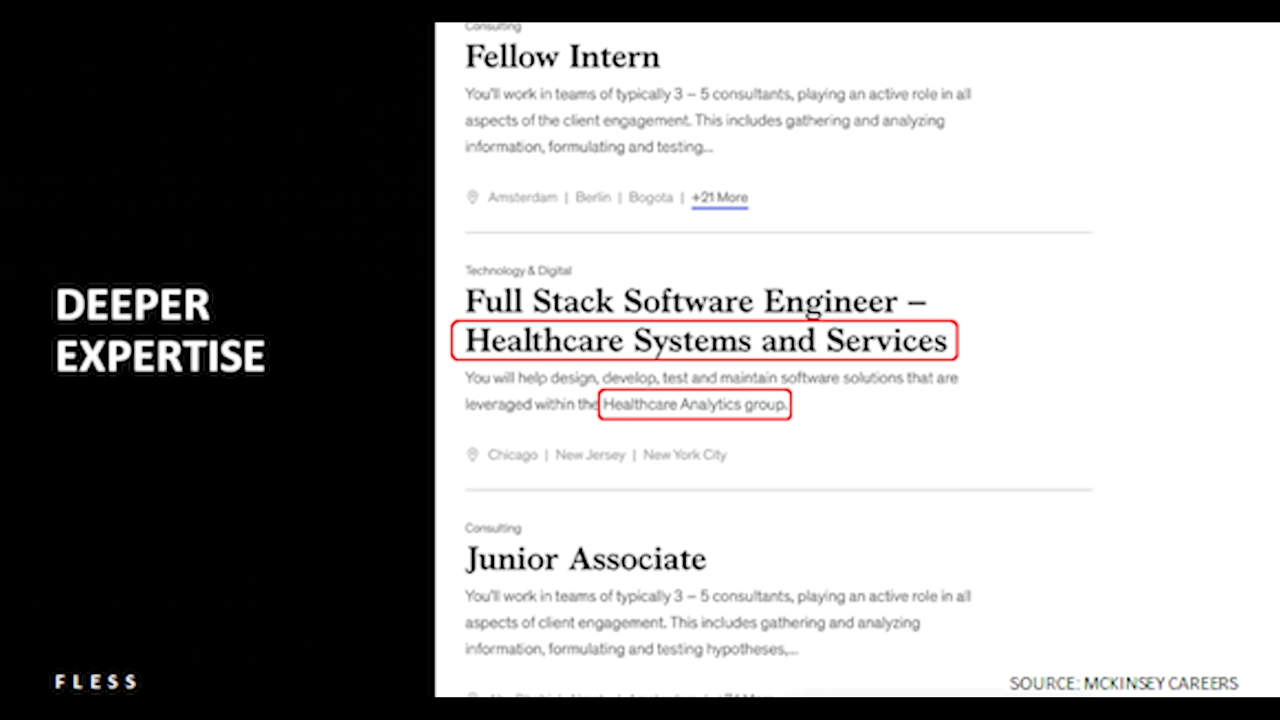 DEEPER
EXPERTISE
FLESS
Consulting
Fellow Intern
You'll work in teams of typically 3 – 5 consultants, playing an active role in all
aspects of the client engagement. This includes gathering and analyzing
information, formulating and testing...
Amsterdam | Berlin | Bogota | +21 More
Technology & Digital
Full Stack Software Engineer –
Healthcare Systems and Services
You will help design, develop, test and maintain software solutions that are
leveraged within the Healthcare Analytics group.
Chicago | New Jersey | New York City
Consulting
Junior Associate
You'll work in teams of typically 3 – 5 consultants, playing an active role in all
aspects of client engagement. This includes gathering and analyzing
information, formulating and testing hypotheses,...
SOURCE: MCKINSEY CAREERS